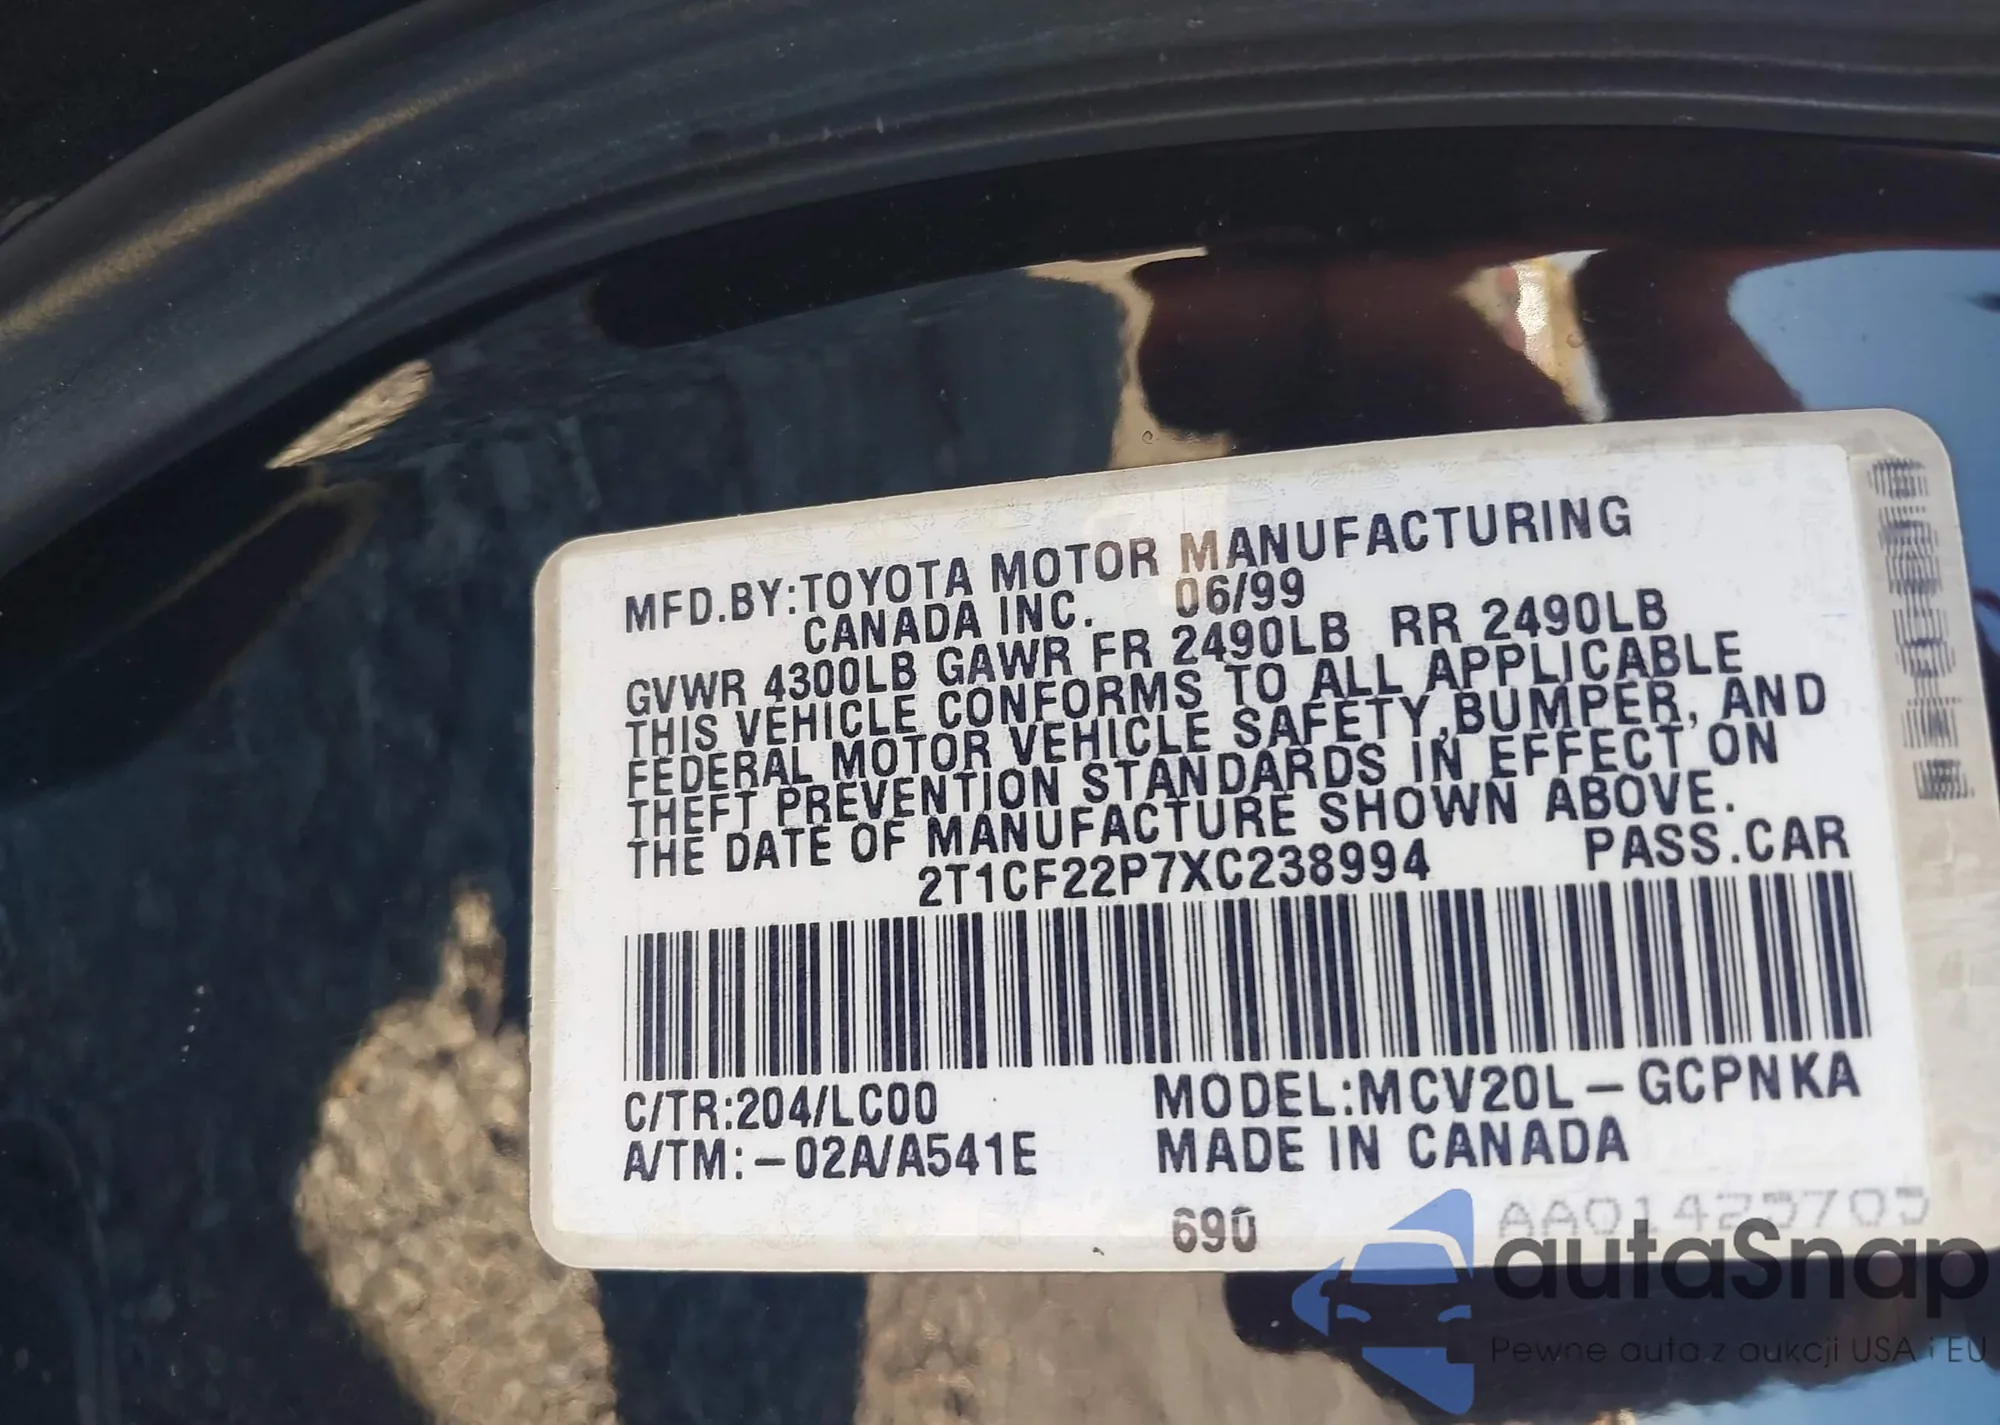 MFD.BY:TOYOTA MOTOR MANUFACTURING
CANADA INC. 06/99
GVWR 4300LB GAWR FR 2490LB RR 2490LB
THIS VEHICLE CONFORMS TO ALL APPLICABLE
FEDERAL MOTOR VEHICLE SAFETY,BUMPER, AND
THEFT PREVENTION STANDARDS IN EFFECT ON
THE DATE OF MANUFACTURE SHOWN ABOVE.
2T1CF22P7XC238994 PASS.CAR
C/TR:204/LC00 MODEL:MCV20L-GCPNKA
A/TM:-02A/A541E MADE IN CANADA
690
autaSnap
Pewne auta z aukcji USA i EU